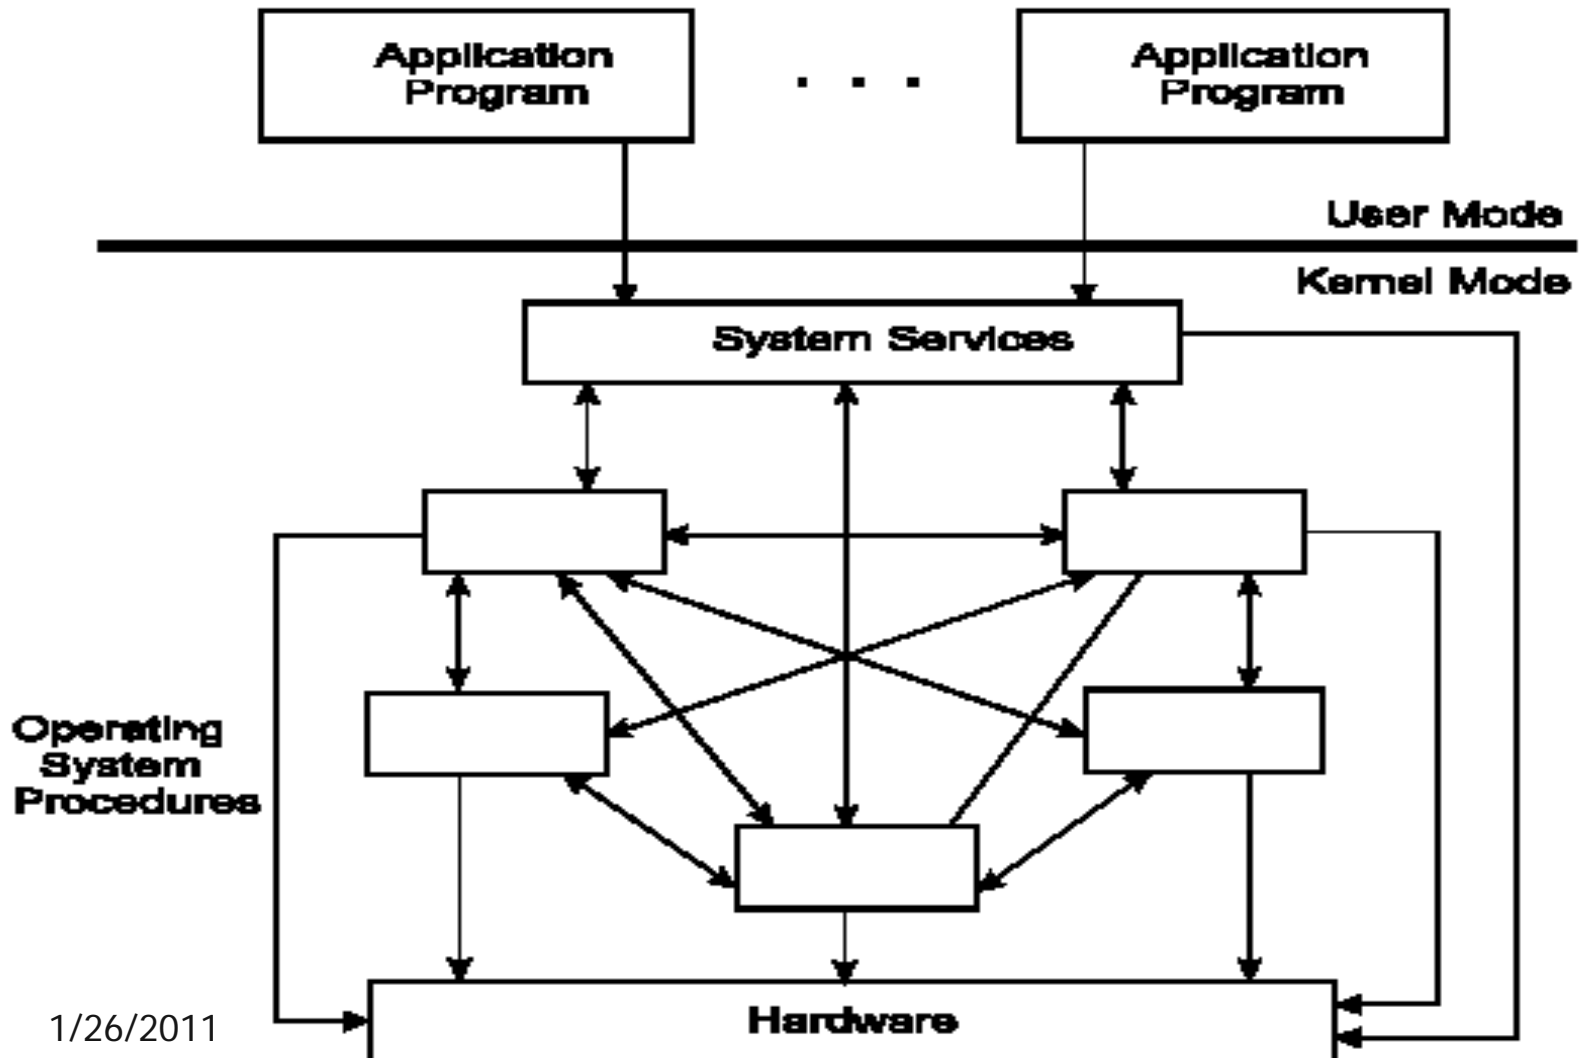 Application
Program
. . .
Application
Program
User Mode
Kernel Mode
System Services
Operating
System
Procedures
Hardware
1/26/2011